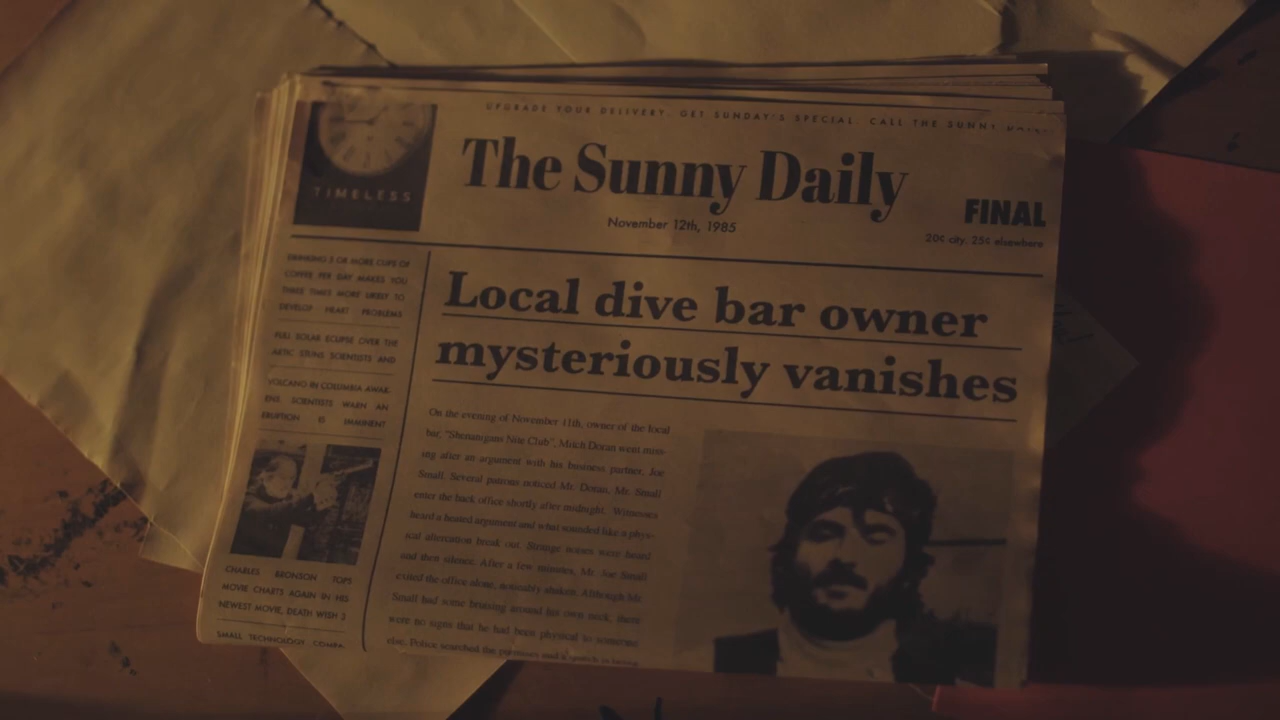 UPGRADE YOUR DELIVERY. GET SUNDAY'S SPECIAL. CALL THE SUNNY
TIMELESS
The Sunny Daily
November 12th, 1985
FINAL
20¢ city, 25¢ elsewhere
DRINKING 5 OR MORE CUPS OF
COFFEE PER DAY MAKES YOU
THREE TIMES MORE LIKELY TO
DEVELOP HEART PROBLEMS
FULL SOLAR ECLIPSE OVER THE
ARTIC STUNS SCIENTISTS AND
VOLCANO IN COLUMBIA AWAK-
ENS. SCIENTISTS WARN AN
ERUPTION IS IMMINENT
CHARLES BRONSON TOPS
MOVIE CHARTS AGAIN IN HIS
NEWEST MOVIE, DEATH WISH 3
SMALL TECHNOLOGY COMPA-
Local dive bar owner
mysteriously vanishes
On the evening of November 11th, owner of the local
bar, "Shenanigans Nite Club", Mitch Doran went miss-
ing after an argument with his business partner, Joe
Small. Several patrons noticed Mr. Doran, Mr. Small
enter the back office shortly after midnight. Witnesses
heard a heated argument and what sounded like a phys-
ical altercation break out. Strange noises were heard
and then silence. After a few minutes, Mr. Joe Small
exited the office alone, noticeably shaken. Although Mr.
Small had some bruising around his own neck, there
were no signs that he had been physical to someone
else. Police searched the premises and